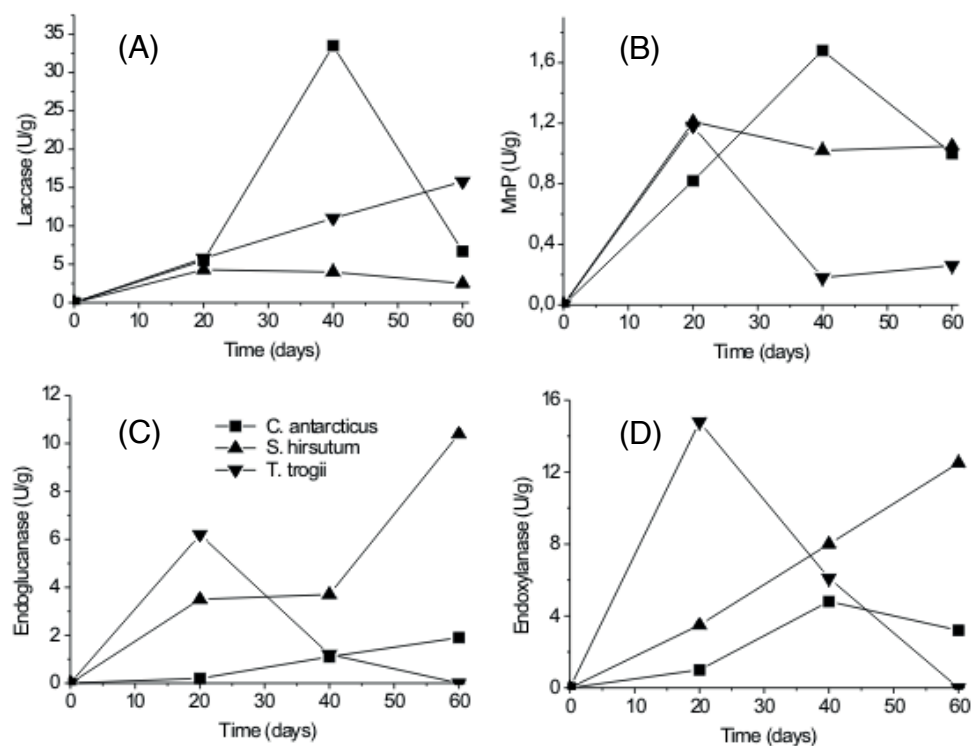 (A)
Laccase (U/g)
35
30
25
20
15
10
5
0
0 10 20 30 40 50 60
Time (days)
(B)
MnP (U/g)
1,6
1,2
0,8
0,4
0,0
0 10 20 30 40 50 60
Time (days)
(C)
C. antarcticus
S. hirsutum
T. trogii
Endoglucanase (U/g)
12
10
8
6
4
2
0
0 10 20 30 40 50 60
Time (days)
(D)
Endoxylanase (U/g)
16
12
8
4
0
0 10 20 30 40 50 60
Time (days)